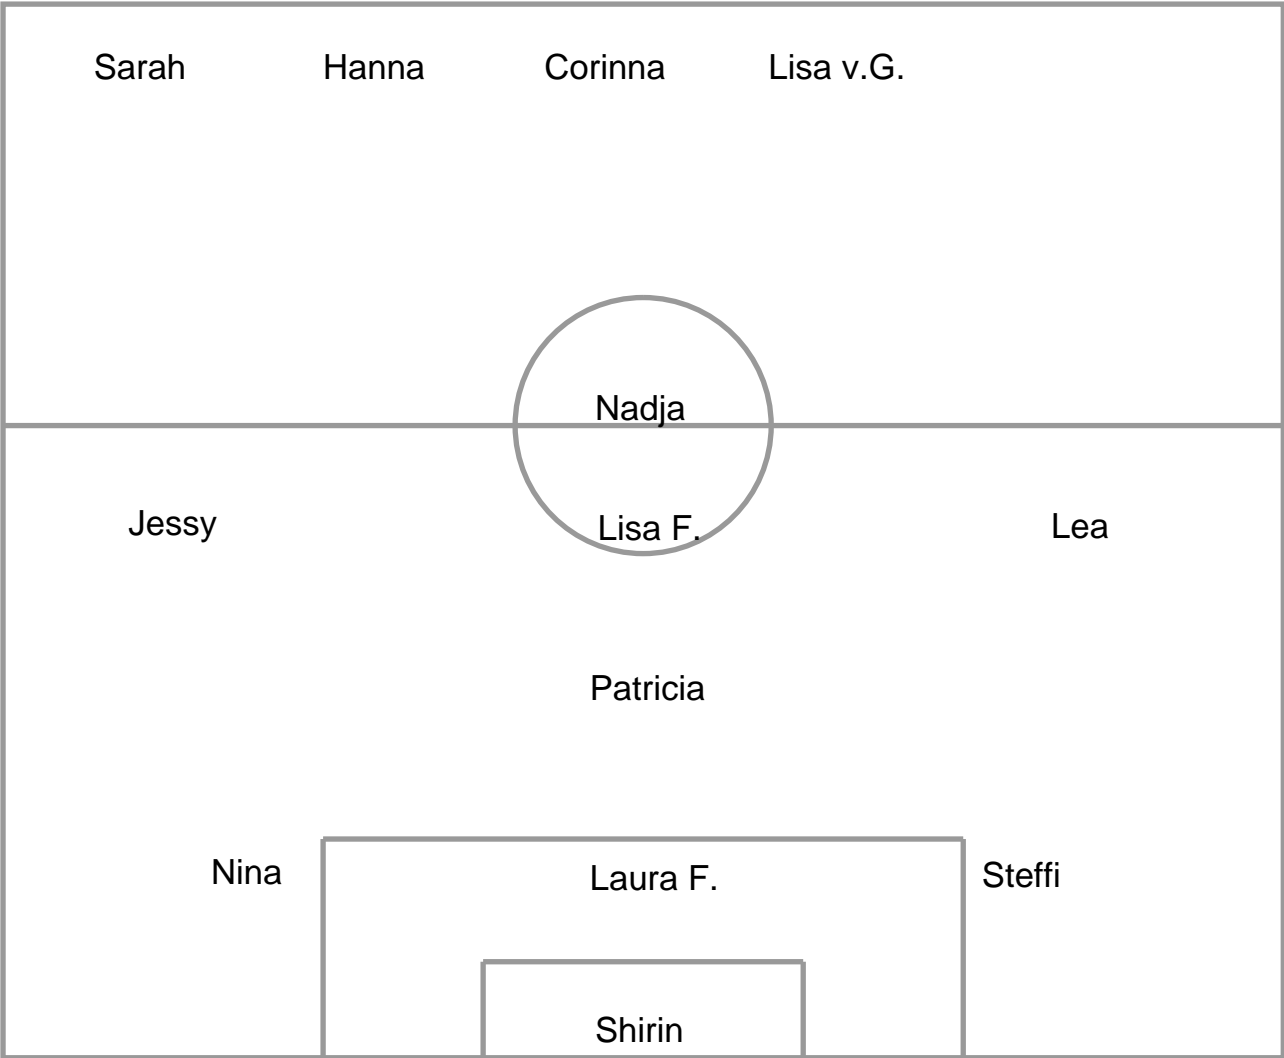 Sarah Hanna Corinna Lisa v.G.
Nadja
Jessy Lisa F. Lea
Patricia
Nina Laura F. Steffi
Shirin